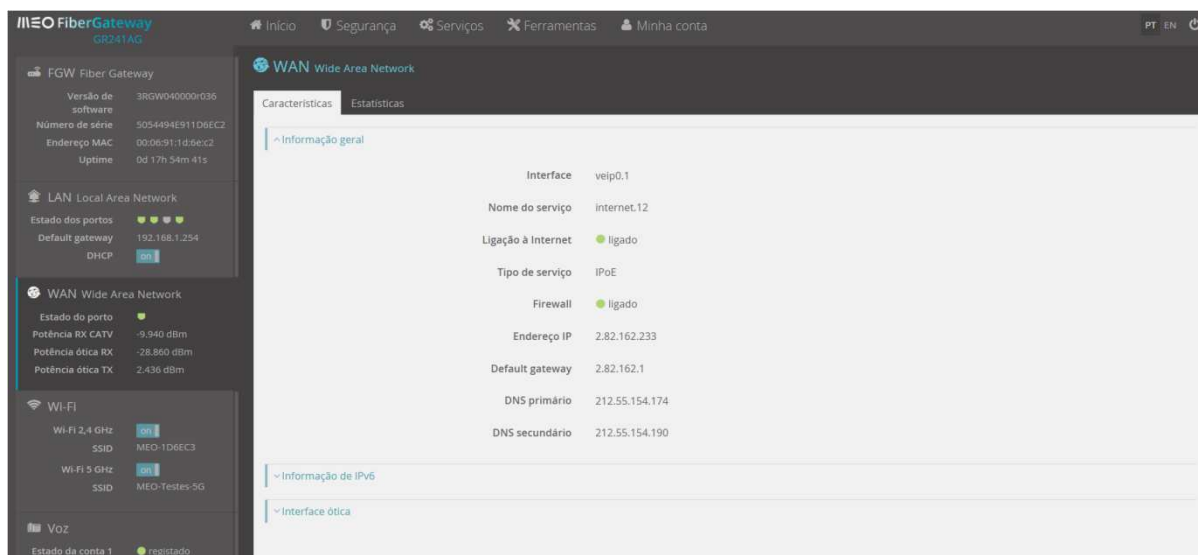 MEO FiberGateway
GR241AG
Início Segurança Serviços Ferramentas Minha conta PT EN
FGW Fiber Gateway
Versão de software 3RGW040000r036
Número de série 5054494E911D6EC2
Endereço MAC 00:06:91:1d:6e:c2
Uptime 0d 17h 54m 41s
LAN Local Area Network
Estado dos portos
Default gateway 192.168.1.254
DHCP on
WAN Wide Area Network
Estado do porto
Potência RX CATV -9.940 dBm
Potência ótica RX -28.860 dBm
Potência ótica TX 2.436 dBm
Wi-Fi
Wi-Fi 2,4 GHz on
SSID MEO-1D6EC3
Wi-Fi 5 GHz on
SSID MEO-Testes-5G
Voz
Estado da conta 1 registado
WAN Wide Area Network
Características Estatísticas
Informação geral
Interface veip0.1
Nome do serviço internet.12
Ligação à Internet ligado
Tipo de serviço IPoE
Firewall ligado
Endereço IP 2.82.162.233
Default gateway 2.82.162.1
DNS primário 212.55.154.174
DNS secundário 212.55.154.190
Informação de IPv6
Interface ótica